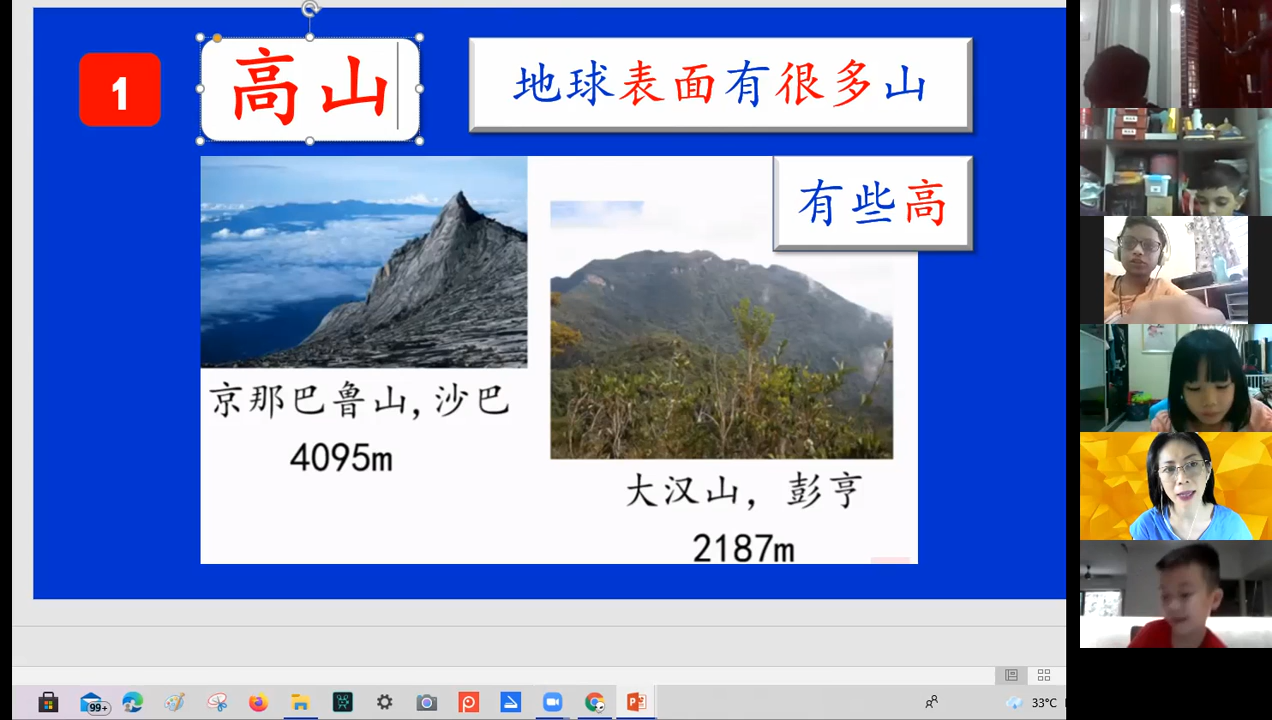 1
高山
地球表面有很多山
有些高
京那巴鲁山,沙巴
4095m
大汉山，彭亨
2187m
99+
33°C